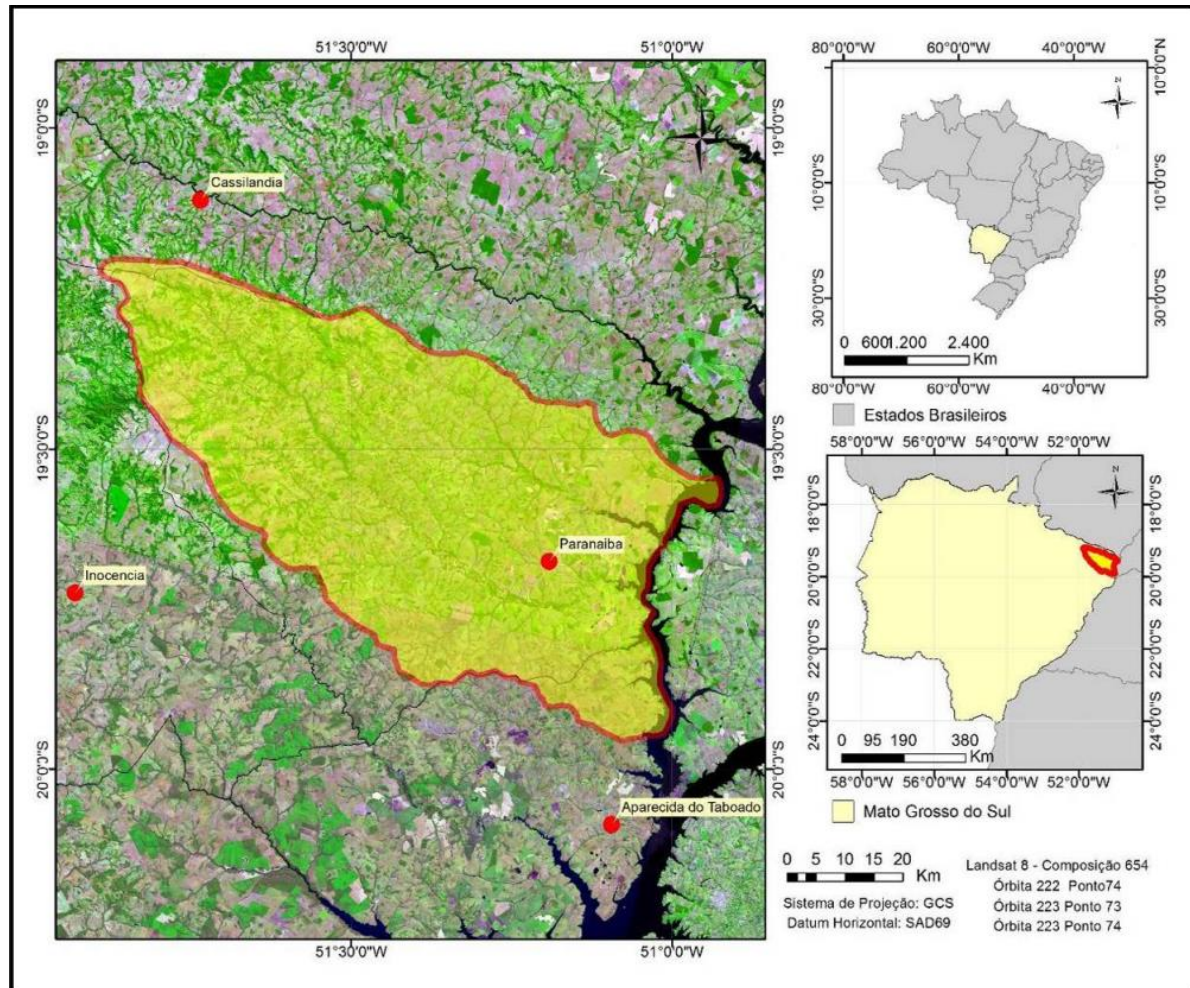 51°30'0"W 51°0'0"W
19°0'0"S
19°0'0"S
N
Cassilandia
19°30'0"S
19°30'0"S
Paranaiba
Inocencia
20°0'0"S
20°0'0"S
Aparecida do Taboado
51°30'0"W 51°0'0"W
80°0'0"W 60°0'0"W 40°0'0"W
10°0'0"N
N
10°0'0"S
10°0'0"S
30°0'0"S
30°0'0"S
0 600 1.200 2.400
Km
80°0'0"W 60°0'0"W 40°0'0"W
Estados Brasileiros
58°0'0"W 56°0'0"W 54°0'0"W 52°0'0"W
N
18°0'0"S
18°0'0"S
20°0'0"S
20°0'0"S
22°0'0"S
22°0'0"S
24°0'0"S
24°0'0"S
0 95 190 380
Km
58°0'0"W 56°0'0"W 54°0'0"W 52°0'0"W
Mato Grosso do Sul
0 5 10 15 20
Km
Sistema de Projeção: GCS
Datum Horizontal: SAD69
Landsat 8 - Composição 654
Órbita 222 Ponto74
Órbita 223 Ponto 73
Órbita 223 Ponto 74